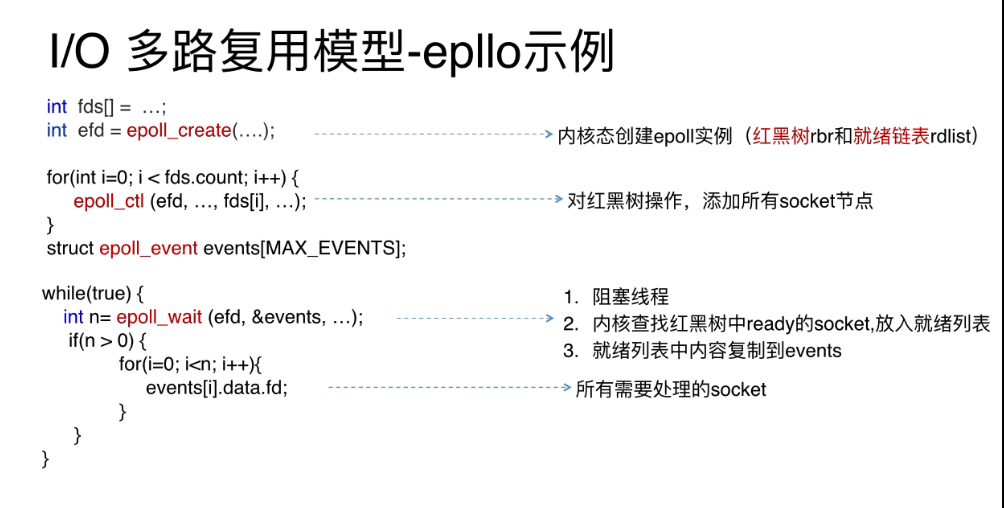 I/O 多路复用模型-epllo示例
int fds[] = …;
int efd = epoll_create(….);
内核态创建epoll实例（红黑树rbr和就绪链表rdlist）
for(int i=0; i < fds.count; i++) {
epoll_ctl (efd, …, fds[i], …);
对红黑树操作，添加所有socket节点
}
struct epoll_event events[MAX_EVENTS];
while(true) {
int n= epoll_wait (efd, &events, …);
1. 阻塞线程
2. 内核查找红黑树中ready的socket,放入就绪列表
3. 就绪列表中内容复制到events
if(n > 0) {
for(i=0; i<n; i++){
events[i].data.fd;
所有需要处理的socket
}
}
}